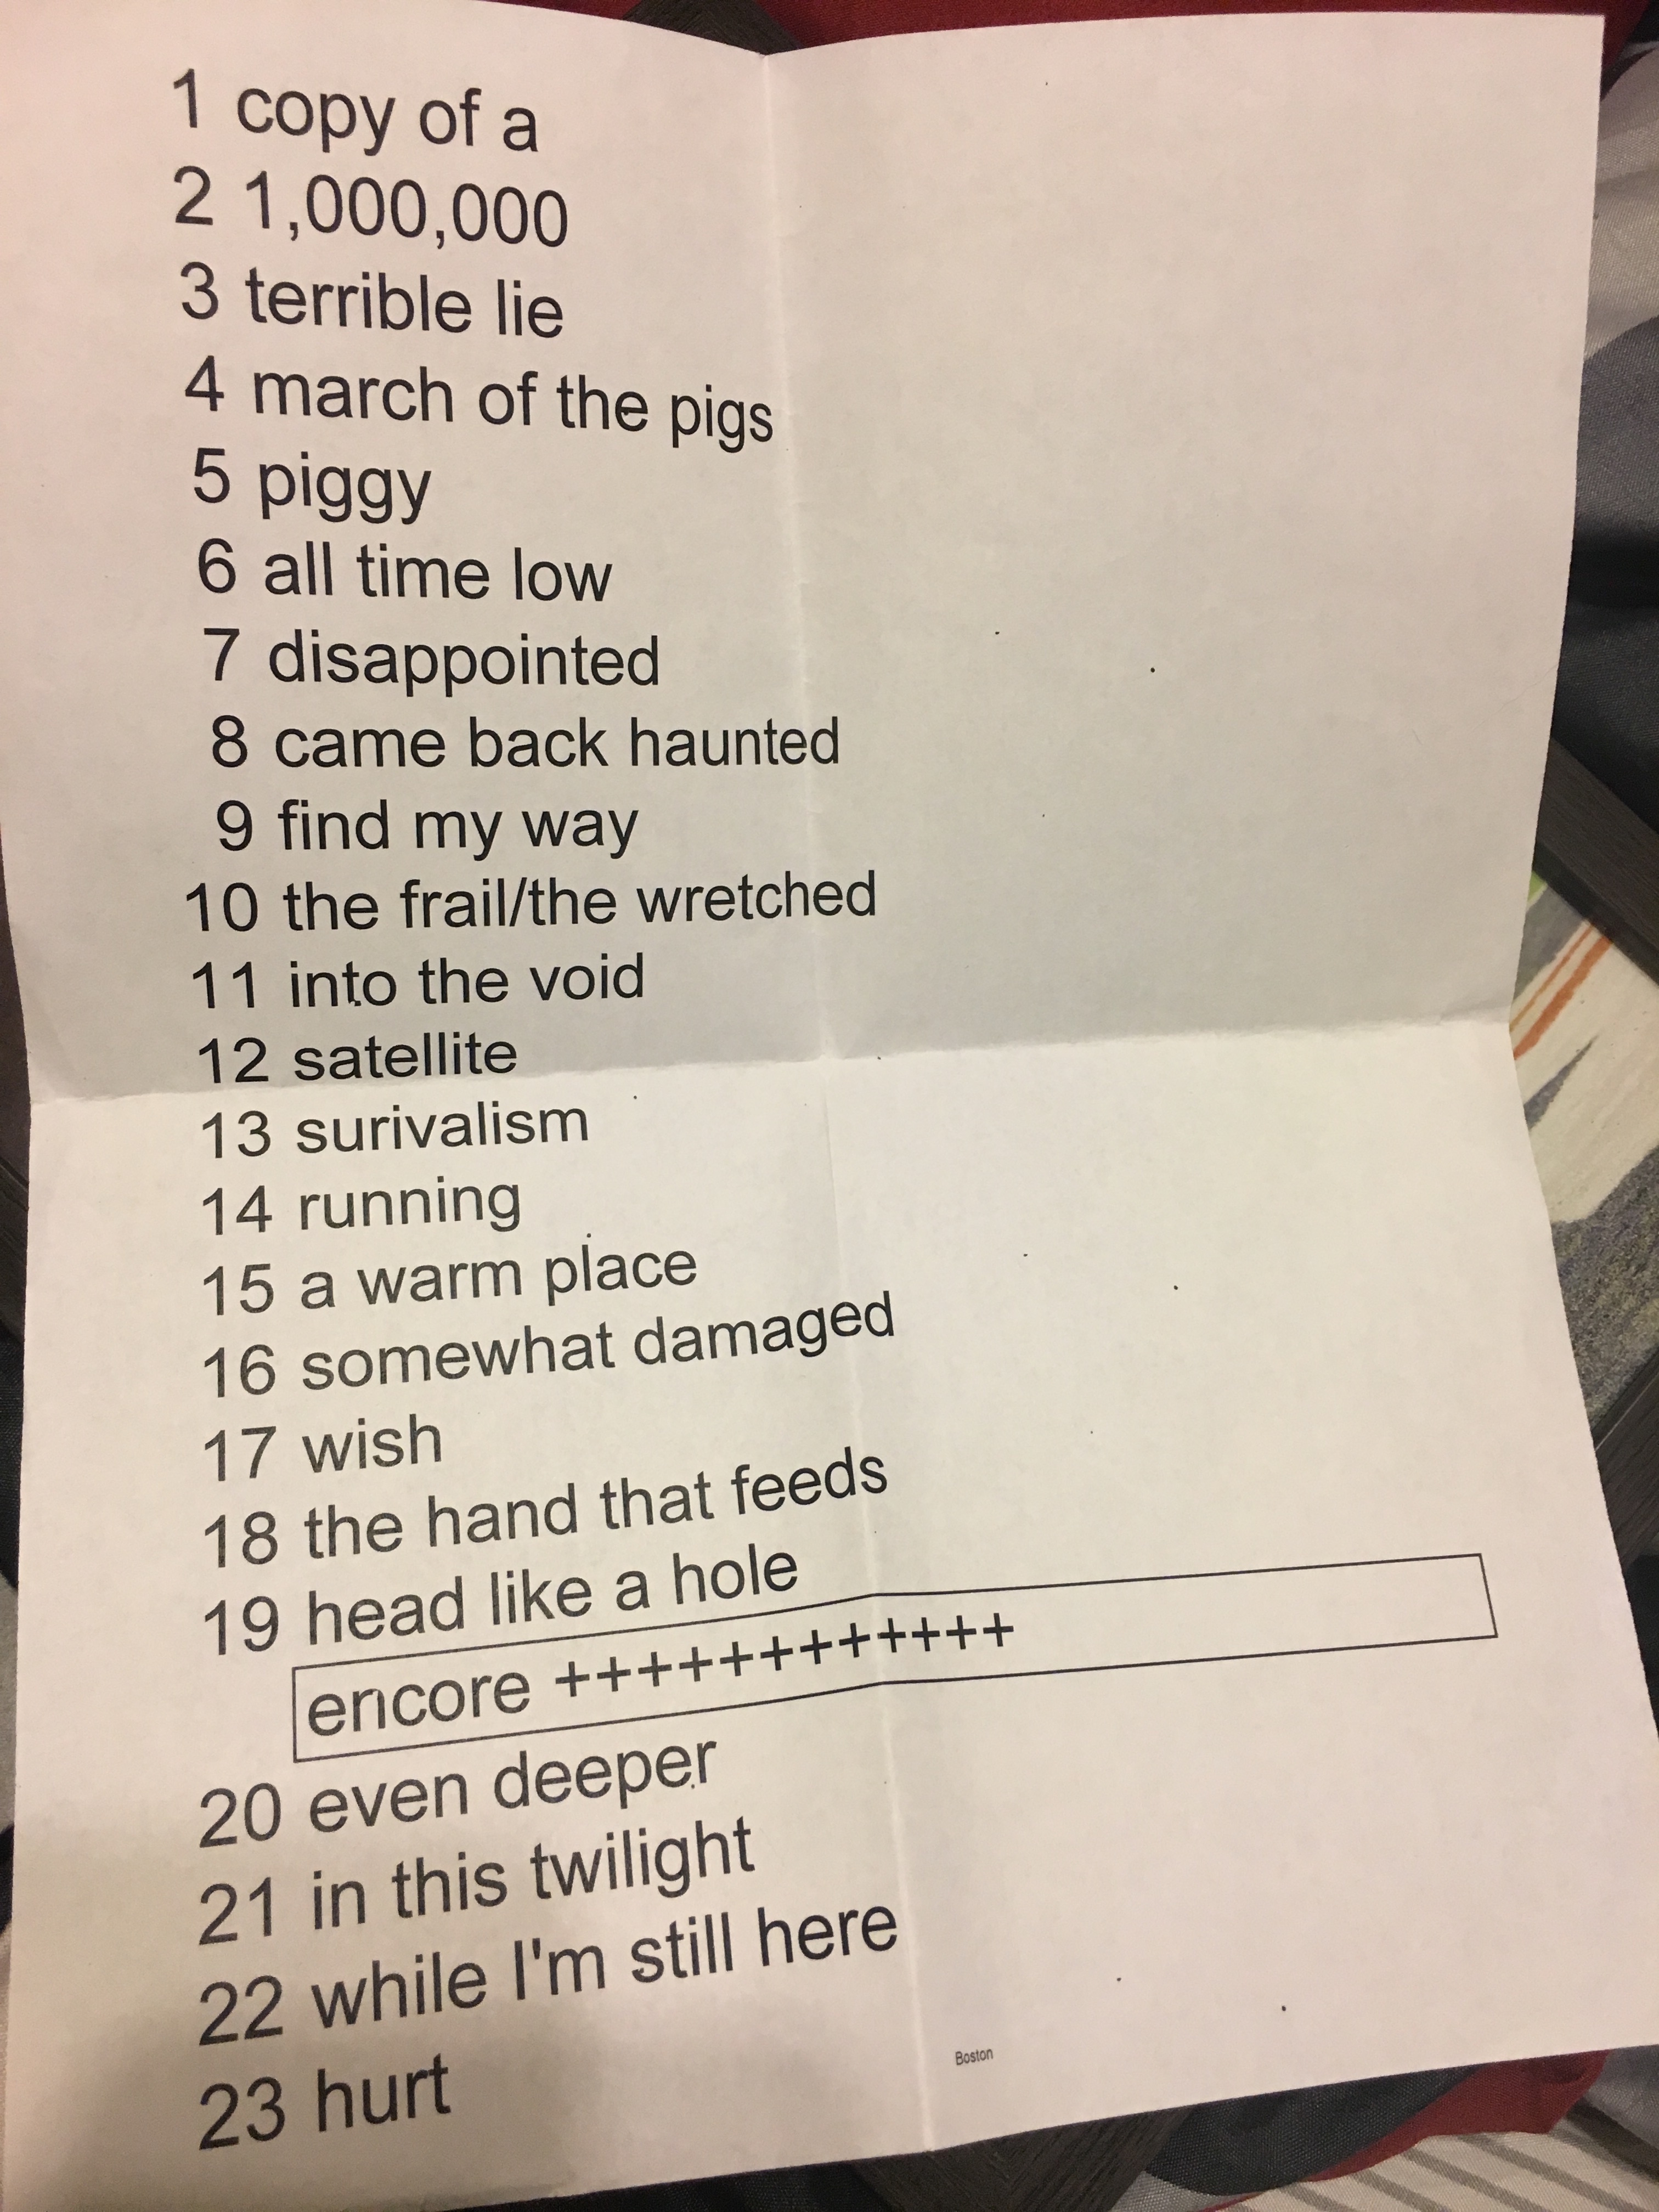 1 copy of a
2 1,000,000
3 terrible lie
4 march of the pigs
5 piggy
6 all time low
7 disappointed
8 came back haunted
9 find my way
10 the frail/the wretched
11 into the void
12 satellite
13 surivalism
14 running
15 a warm place
16 somewhat damaged
17 wish
18 the hand that feeds
19 head like a hole
encore ++++++++++++
20 even deeper
21 in this twilight
22 while I'm still here
23 hurt
Boston